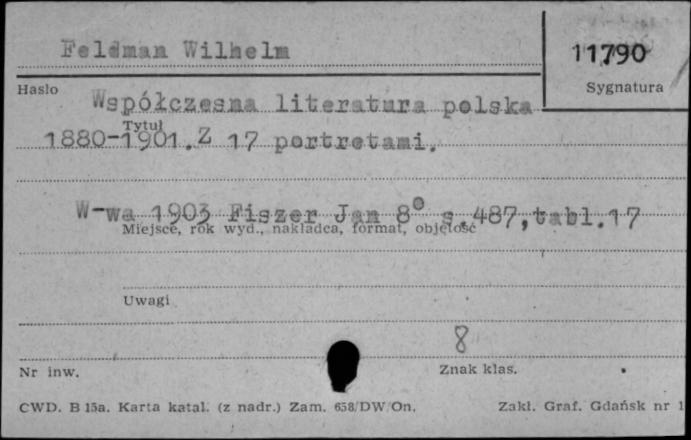 Feldman Wilhelm
11790
Hasło
Sygnatura
Współczesna literatura polska
Tytuł
1880-1901. Z 17 portretami.
W-wa 1903 Fiszer Jan 8° s.487, tabl.17
Miejsce, rok wyd., nakładca, format, objętość
Uwagi
8
Nr inw.
Znak klas.
CWD. B 15a. Karta katal. (z nadr.) Zam. 658/DW/On.
Zakł. Graf. Gdańsk nr 1